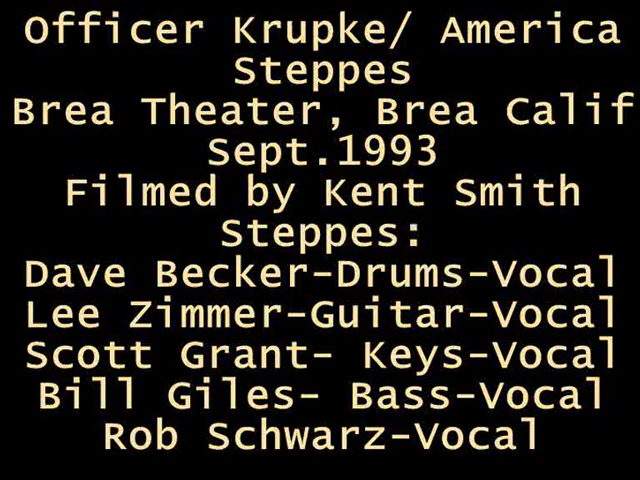 Officer Krupke/ America
Steppes
Brea Theater, Brea Calif
Sept.1993
Filmed by Kent Smith
Steppes:
Dave Becker-Drums-Vocal
Lee Zimmer-Guitar-Vocal
Scott Grant- Keys-Vocal
Bill Giles- Bass-Vocal
Rob Schwarz-Vocal